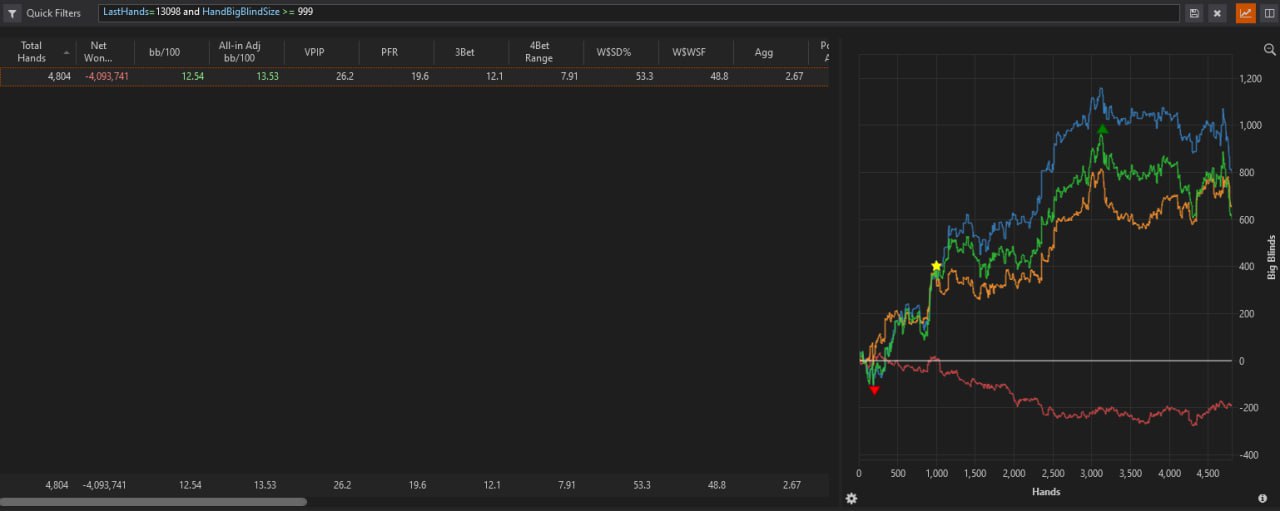 Quick Filters
LastHands=13098 and HandBigBlindSize >= 999
Total Hands
Net Won...
bb/100
All-in Adj bb/100
VPIP
PFR
3Bet
4Bet Range
W$SD%
W$WSF
Agg
4,804 -4,093,741 12.54 13.53 26.2 19.6 12.1 7.91 53.3 48.8 2.67
4,804 -4,093,741 12.54 13.53 26.2 19.6 12.1 7.91 53.3 48.8 2.67
1,200
1,000
800
600
400
200
0
-200
-400
Big Blinds
0 500 1,000 1,500 2,000 2,500 3,000 3,500 4,000 4,500
Hands